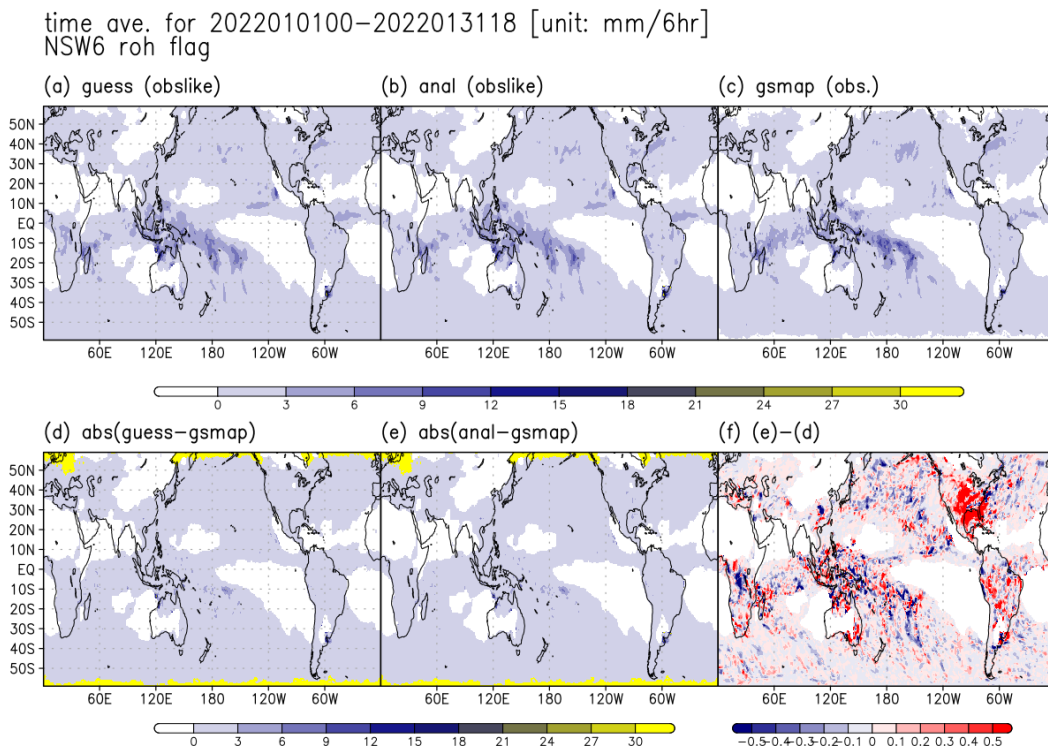 time ave. for 2022010100-2022013118 [unit: mm/6hr]
NSW6 roh flag
(a) guess (obslike)
(b) anal (obslike)
(c) gsmap (obs.)
50N
40N
30N
20N
10N
EQ
10S
20S
30S
40S
50S
60E 120E 180 120W 60W
60E 120E 180 120W 60W
60E 120E 180 120W 60W
0 3 6 9 12 15 18 21 24 27 30
(d) abs(guess-gsmap)
(e) abs(anal-gsmap)
(f) (e)-(d)
50N
40N
30N
20N
10N
EQ
10S
20S
30S
40S
50S
60E 120E 180 120W 60W
60E 120E 180 120W 60W
60E 120E 180 120W 60W
0 3 6 9 12 15 18 21 24 27 30
-0.5-0.4-0.3-0.2-0.1 0 0.1 0.2 0.3 0.4 0.5